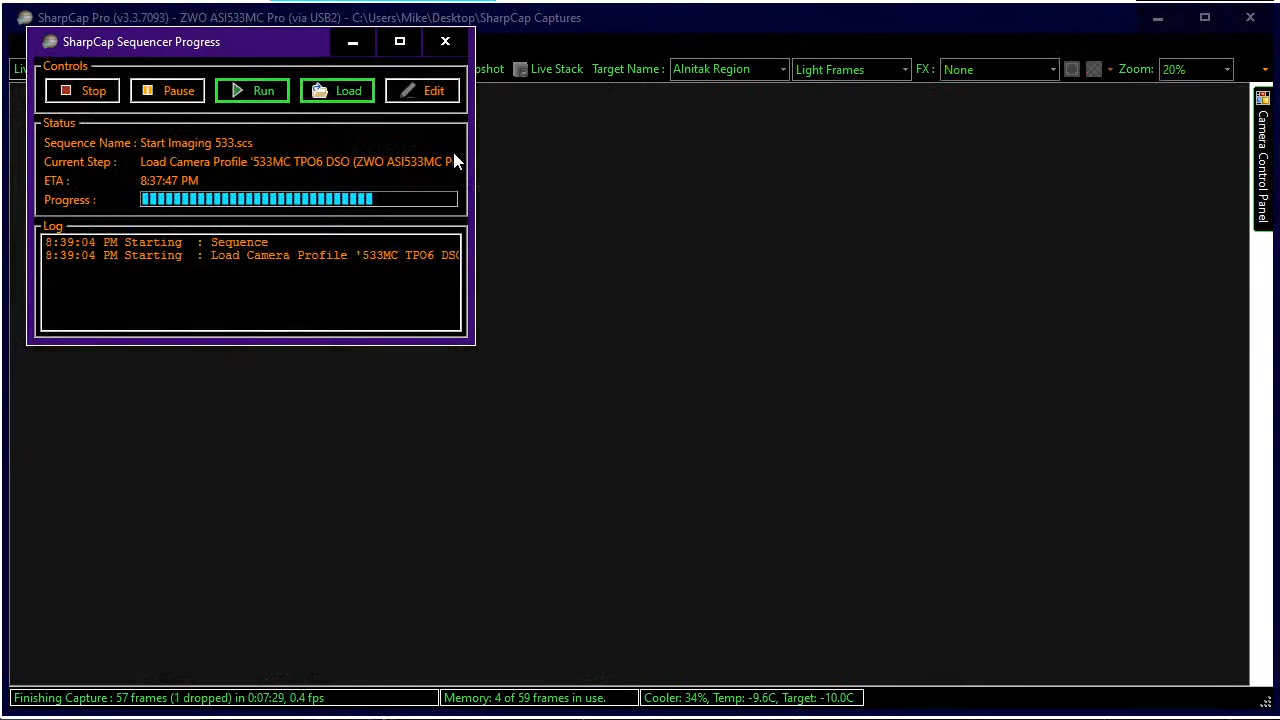 SharpCap Pro (v3.3.7093) - ZWO ASI533MC Pro (via USB2) - C:\Users\Mike\Desktop\SharpCap Captures
SharpCap Sequencer Progress
Live Stack Target Name : Alnitak Region Light Frames FX : None Zoom: 20%
Controls
Stop Pause Run Load Edit
Status
Sequence Name : Start Imaging 533.scs
Current Step : Load Camera Profile '533MC TPO6 DSO (ZWO ASI533MC P
ETA : 8:37:47 PM
Progress :
Log
8:39:04 PM Starting : Sequence
8:39:04 PM Starting : Load Camera Profile '533MC TPO6 DSO
Camera Control Panel
Finishing Capture : 57 frames (1 dropped) in 0:07:29, 0.4 fps
Memory: 4 of 59 frames in use.
Cooler: 34%, Temp: -9.6C, Target: -10.0C